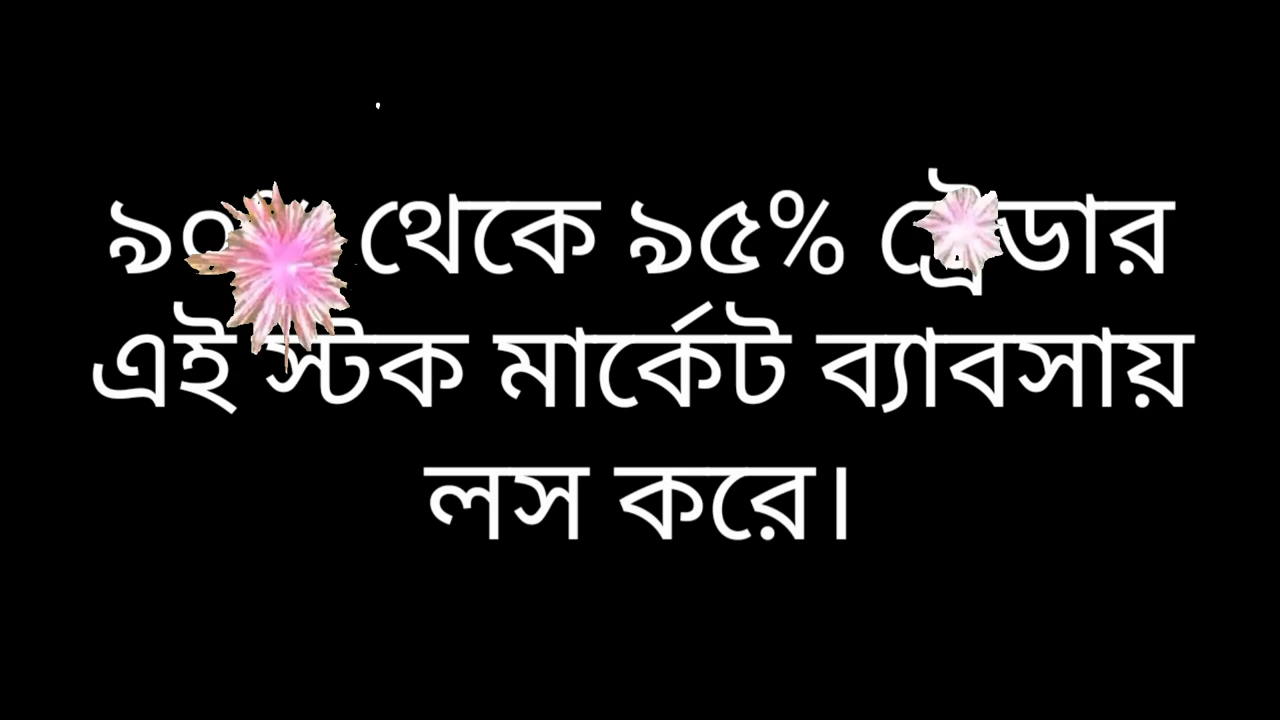 ৯০% থেকে ৯৫% ট্রেডার
এই স্টক মার্কেট ব্যাবসায়
লস করে।